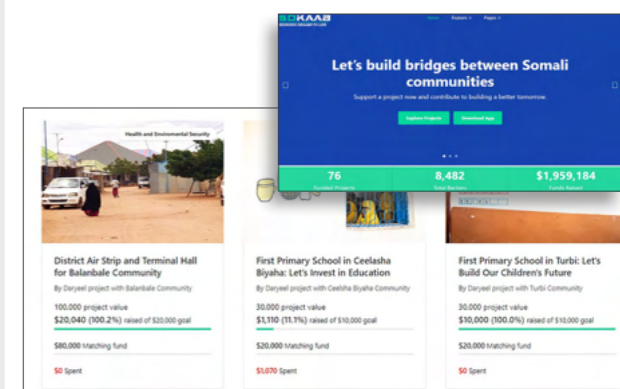 SOKAAB
Home Explore Pages
Let's build bridges between Somali
communities
Support a project now and contribute to building a better tomorrow.
Explore Projects Download App
76 8,482 $1,959,184
Funded Projects Total Backers Funds Raised
Health and Enviromental Security
District Air Strip and Terminal Hall
for Balanbale Community
By Daryeel project with Balanbale Community
100,000 project value
$20,040 (100.2%) raised of $20,000 goal
$80,000 Matching fund
$0 Spent
First Primary School in Ceelasha
Biyaha: Let's Invest in Education
By Daryeel project with Ceelsha Biyaha Community
30,000 project value
$1,110 (11.1%) raised of $10,000 goal
$20,000 Matching fund
$1,070 Spent
First Primary School in Turbi: Let's
Build Our Children's Future
By Daryeel project with Turbi Community
30,000 project value
$10,000 (100.0%) raised of $10,000 goal
$20,000 Matching fund
$0 Spent